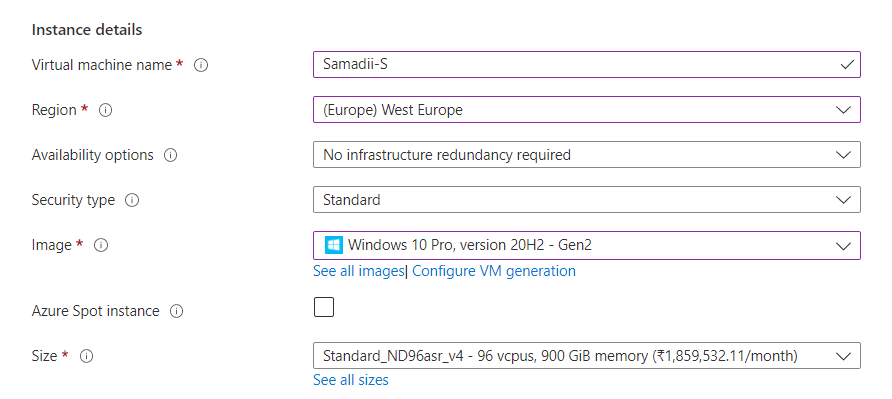 Instance details
Virtual machine name * Samadii-S
Region * (Europe) West Europe
Availability options No infrastructure redundancy required
Security type Standard
Image * Windows 10 Pro, version 20H2 - Gen2
See all images| Configure VM generation
Azure Spot instance
Size * Standard_ND96asr_v4 - 96 vcpus, 900 GiB memory (₹1,859,532.11/month)
See all sizes